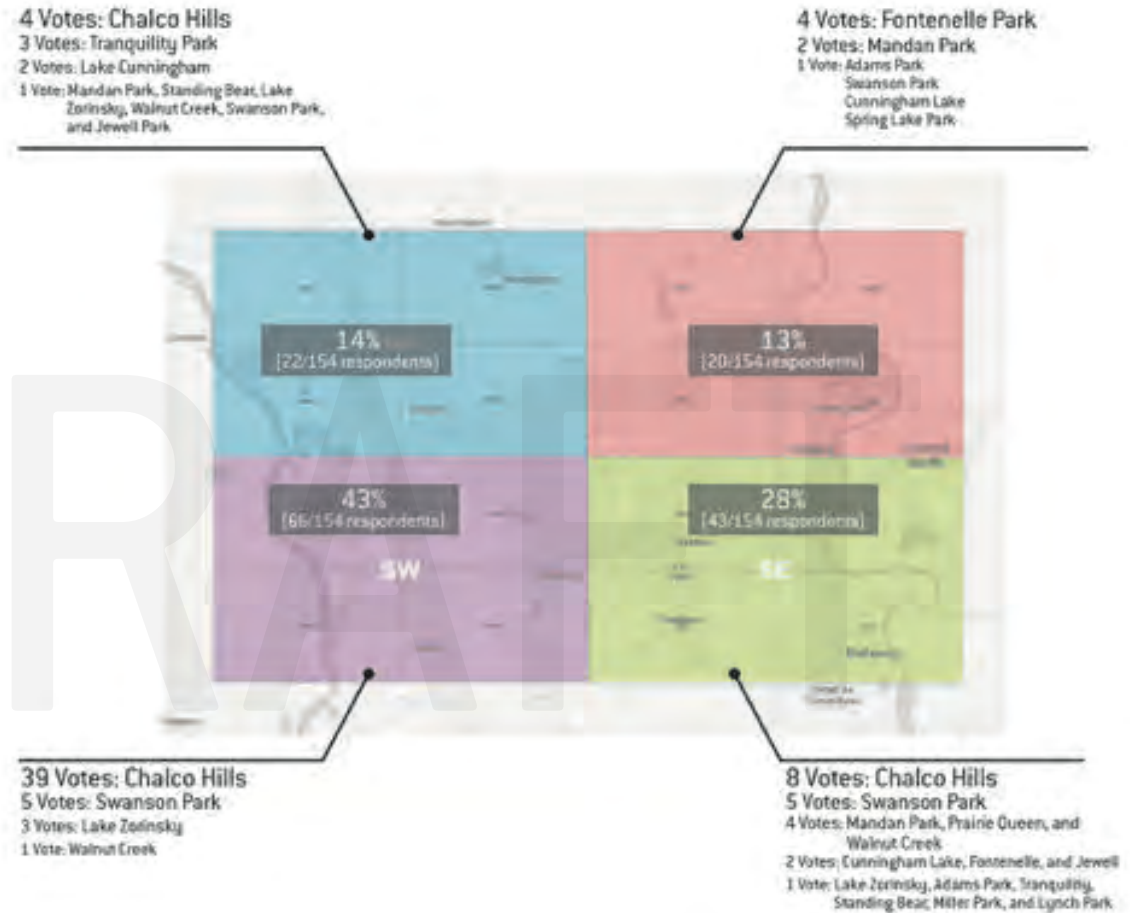 4 Votes: Chalco Hills
3 Votes: Tranquility Park
2 Votes: Lake Cunningham
1 Vote: Mandan Park, Standing Bear, Lake
Zorinsky, Walnut Creek, Swanson Park,
and Jewell Park
4 Votes: Fontenelle Park
2 Votes: Mandan Park
1 Vote: Adams Park
Swanson Park
Cunningham Lake
Spring Lake Park
14%
(22/154 respondents)
13%
(20/154 respondents)
43%
(66/154 respondents)
28%
(43/154 respondents)
SW
SE
RAFT
39 Votes: Chalco Hills
5 Votes: Swanson Park
3 Votes: Lake Zorinsky
1 Vote: Walnut Creek
8 Votes: Chalco Hills
5 Votes: Swanson Park
4 Votes: Mandan Park, Prairie Queen, and
Walnut Creek
2 Votes: Cunningham Lake, Fontenelle, and Jewell
1 Vote: Lake Zorinsky, Adams Park, Tranquility,
Standing Bear, Miller Park, and Lynch Park